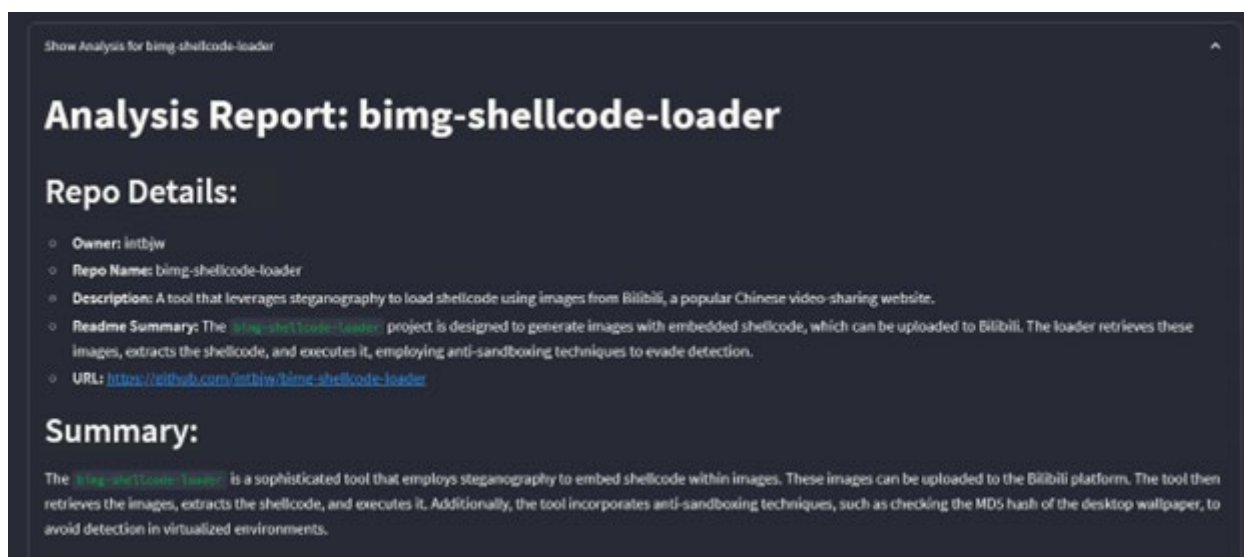 Show Analysis for bimg-shellcode-loader
Analysis Report: bimg-shellcode-loader
Repo Details:
Owner: intbjw
Repo Name: bimg-shellcode-loader
Description: A tool that leverages steganography to load shellcode using images from Bilibili, a popular Chinese video-sharing website.
Readme Summary: The bimg-shellcode-loader project is designed to generate images with embedded shellcode, which can be uploaded to Bilibili. The loader retrieves these
images, extracts the shellcode, and executes it, employing anti-sandboxing techniques to evade detection.
URL: https://github.com/intbjw/bimg-shellcode-loader
Summary:
The bimg-shellcode-loader is a sophisticated tool that employs steganography to embed shellcode within images. These images can be uploaded to the Bilibili platform. The tool then
retrieves the images, extracts the shellcode, and executes it. Additionally, the tool incorporates anti-sandboxing techniques, such as checking the MD5 hash of the desktop wallpaper, to
avoid detection in virtualized environments.